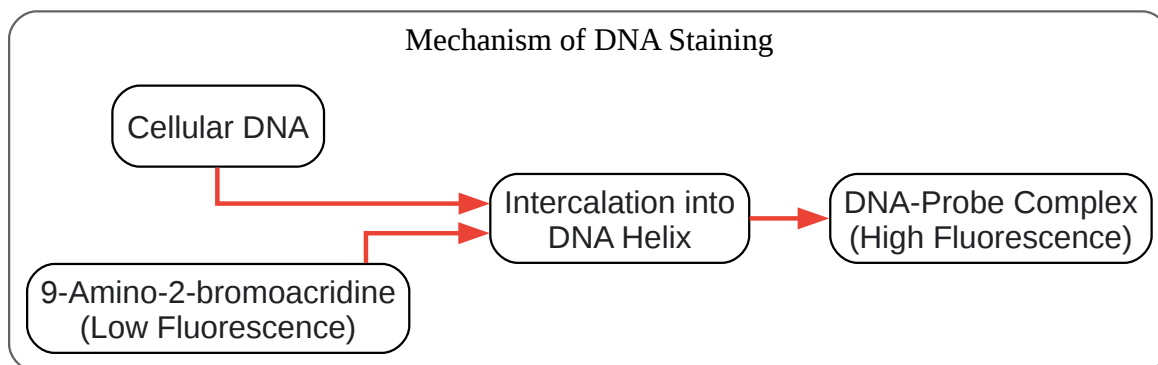 Mechanism of DNA Staining
Cellular DNA
9-Amino-2-bromoacridine
(Low Fluorescence)
Intercalation into
DNA Helix
DNA-Probe Complex
(High Fluorescence)